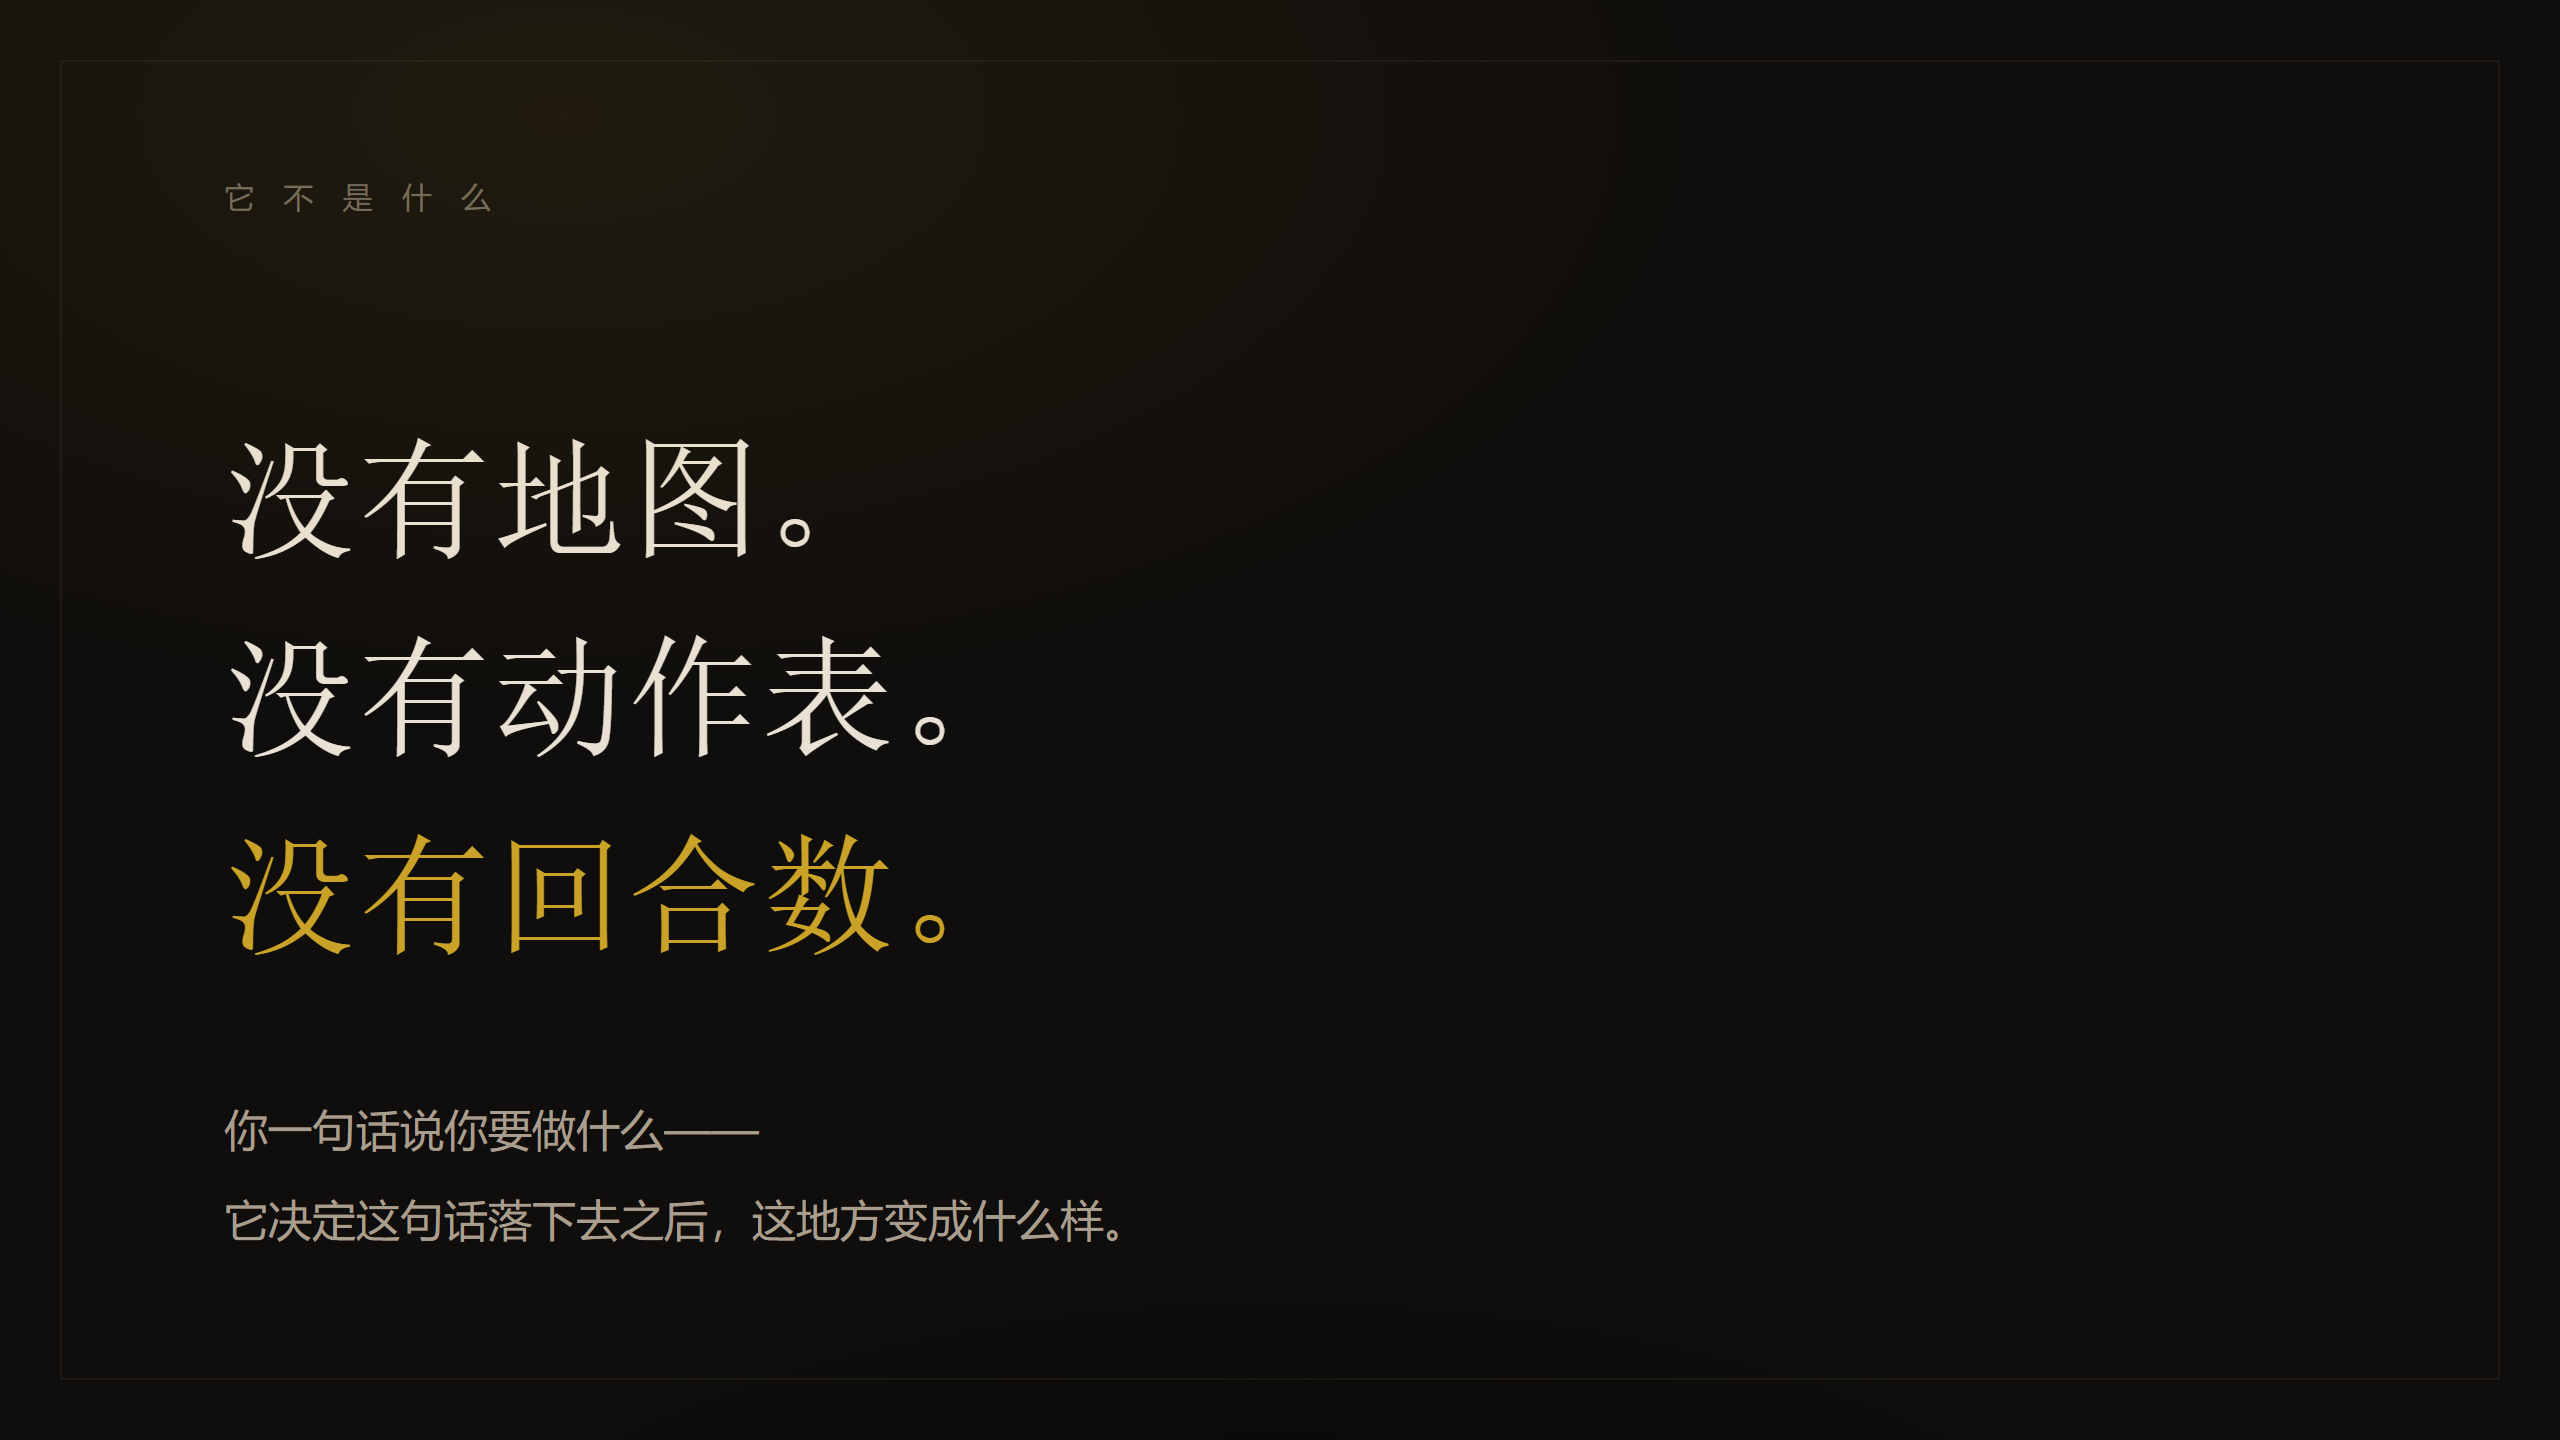 它不是什么
没有地图。
没有动作表。
没有回合数。
你一句话说你要做什么——
它决定这句话落下去之后，这地方变成什么样。